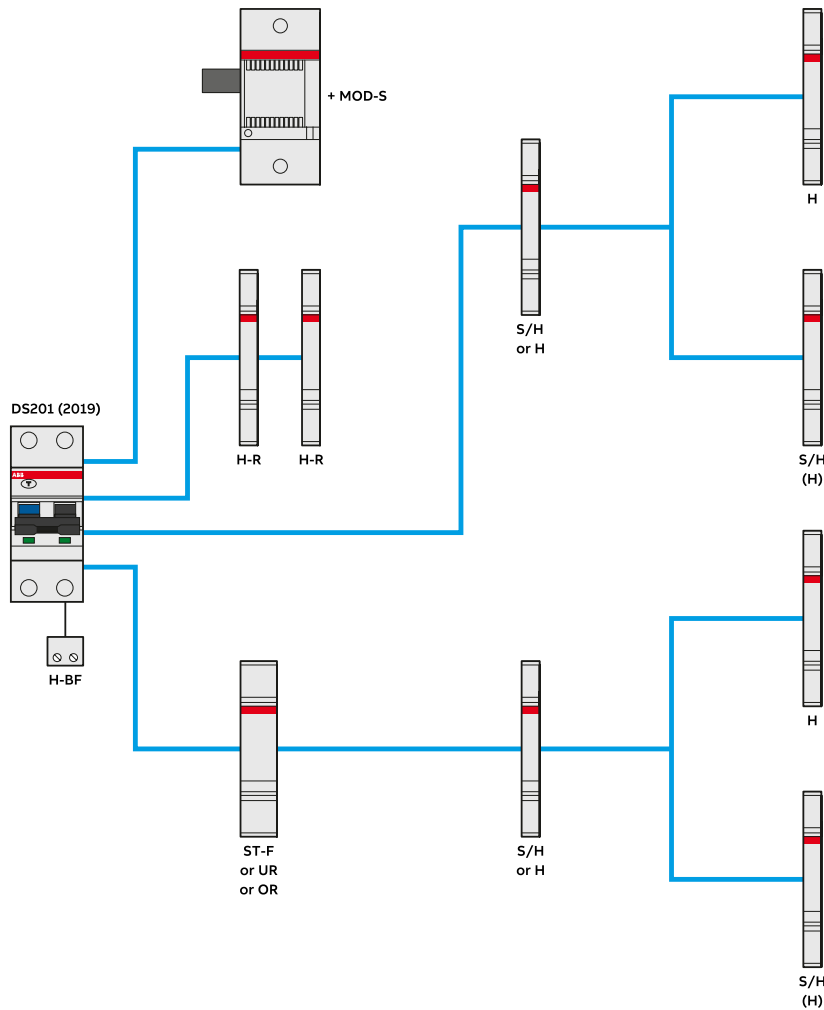 + MOD-S
H
S/H
or H
DS201 (2019)
H-R
H-R
S/H
(H)
ABB
H-BF
H
ST-F
or UR
or OR
S/H
or H
S/H
(H)